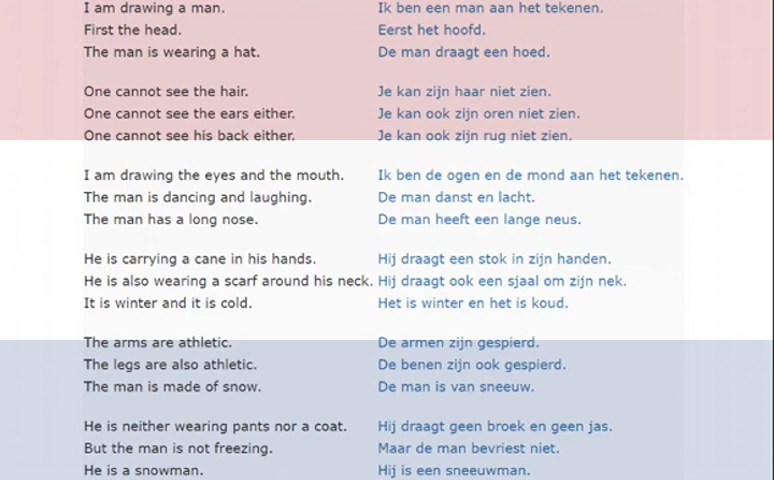 I am drawing a man. Ik ben een man aan het tekenen.
First the head. Eerst het hoofd.
The man is wearing a hat. De man draagt een hoed.
One cannot see the hair. Je kan zijn haar niet zien.
One cannot see the ears either. Je kan ook zijn oren niet zien.
One cannot see his back either. Je kan ook zijn rug niet zien.
I am drawing the eyes and the mouth. Ik ben de ogen en de mond aan het tekenen.
The man is dancing and laughing. De man danst en lacht.
The man has a long nose. De man heeft een lange neus.
He is carrying a cane in his hands. Hij draagt een stok in zijn handen.
He is also wearing a scarf around his neck. Hij draagt ook een sjaal om zijn nek.
It is winter and it is cold. Het is winter en het is koud.
The arms are athletic. De armen zijn gespierd.
The legs are also athletic. De benen zijn ook gespierd.
The man is made of snow. De man is van sneeuw.
He is neither wearing pants nor a coat. Hij draagt geen broek en geen jas.
But the man is not freezing. Maar de man bevriest niet.
He is a snowman. Hij is een sneeuwman.